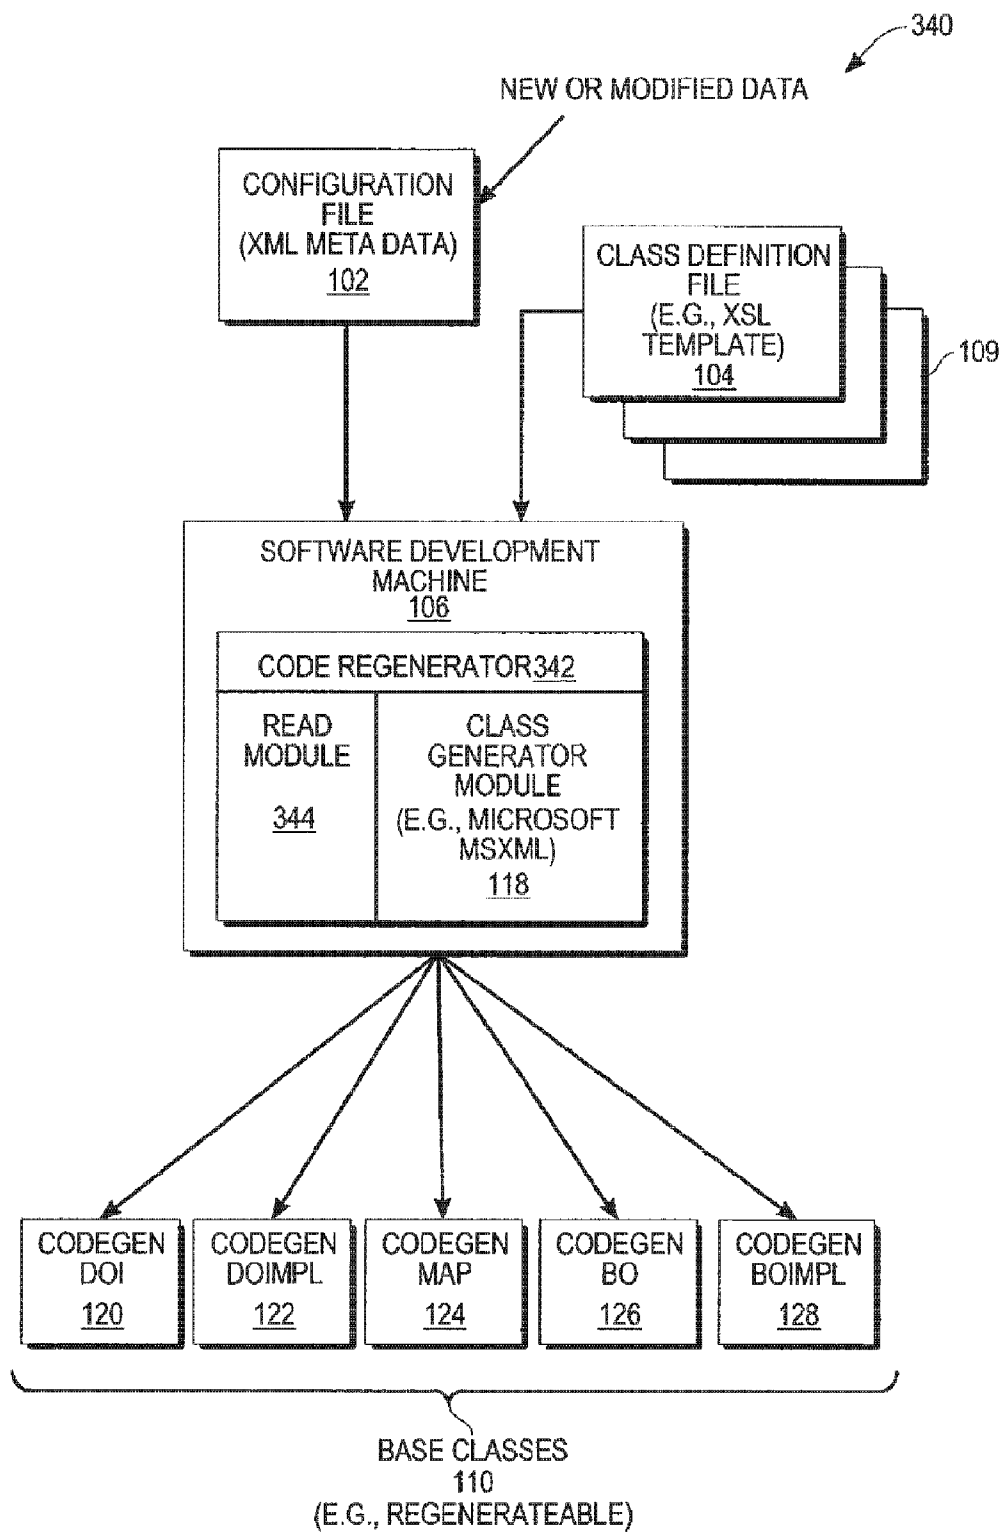 340
NEW OR MODIFIED DATA
CONFIGURATION
FILE
(XML META DATA)
102
CLASS DEFINITION
FILE
(E.G., XSL
TEMPLATE)
104
109
SOFTWARE DEVELOPMENT
MACHINE
106
CODE REGENERATOR 342
READ
MODULE
344
CLASS
GENERATOR
MODULE
(E.G., MICROSOFT
MSXML)
118
CODEGEN
DOI
120
CODEGEN
DOIMPL
122
CODEGEN
MAP
124
CODEGEN
BO
126
CODEGEN
BOIMPL
128
BASE CLASSES
110
(E.G., REGENERATEABLE)